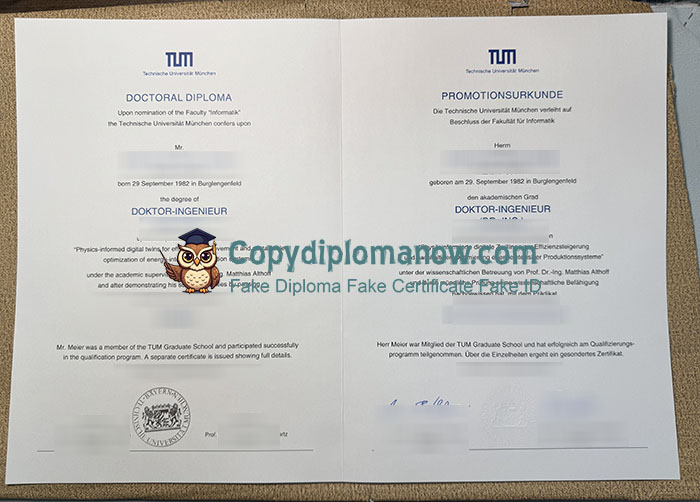 TUM
Technische Universität München
DOCTORAL DIPLOMA
Upon nomination of the Faculty "Informatik"
the Technische Universität München confers upon
Mr.
born 29 September 1982 in Burglengenfeld
the degree of
DOKTOR-INGENIEUR
"Physics-informed digital twins for
optimization of
under the academic Matthias Althoff
and after demonstrating his
Mr. Meier was a member of the TUM Graduate School and participated successfully
in the qualification program. A separate certificate is issued showing full details.
Prof.
TUM
Technische Universität München
PROMOTIONSURKUNDE
Die Technische Universität München verleiht auf
Beschluss der Fakultät für Informatik
Herrn
geboren am 29. September 1982 in Burglengenfeld
den akademischen Grad
DOKTOR-INGENIEUR
Effizienzsteigerung
Produktionssysteme"
unter der wissenschaftlichen Betreuung von Prof. Dr.-Ing. Matthias Althoff
wissenschaftliche Befähigung
Herr Meier war Mitglied der TUM Graduate School und hat erfolgreich am Qualifizierungs-
programm teilgenommen. Über die Einzelheiten ergeht ein gesondertes Zertifikat.
Copydiplomanow.com
Fake Diploma Fake Certificate Fake ID